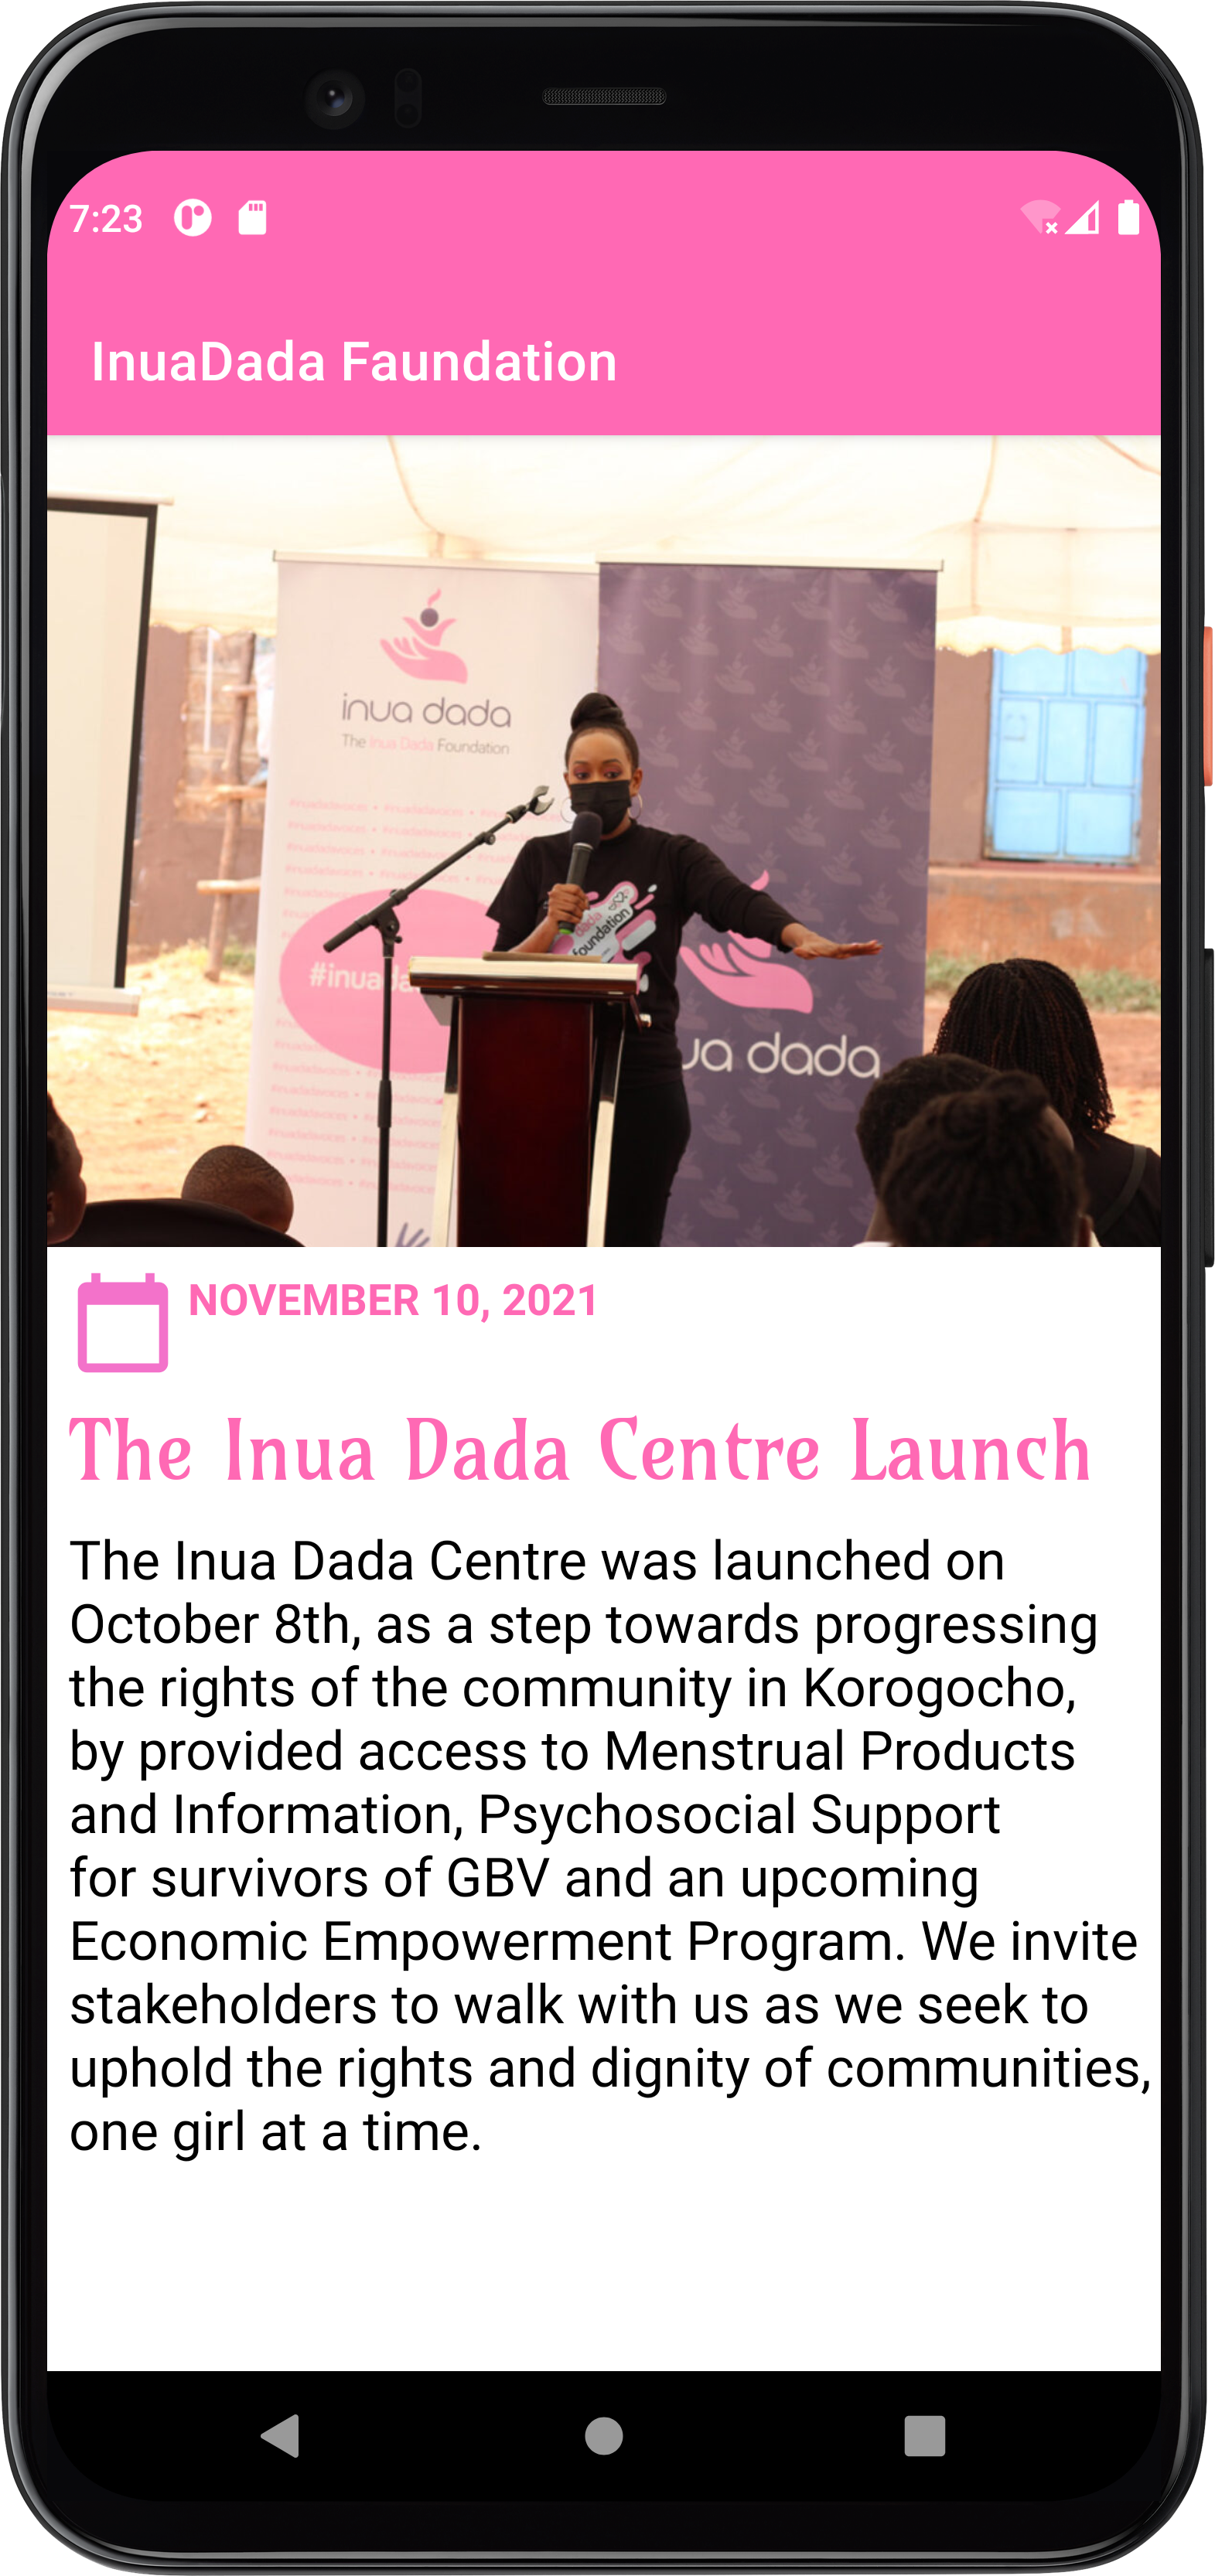 7:23
InuaDada Faundation
inua dada
The Inua Dada Foundation
#inuada
dada
foundation
ua dada
NOVEMBER 10, 2021
The Inua Dada Centre Launch
The Inua Dada Centre was launched on
October 8th, as a step towards progressing
the rights of the community in Korogocho,
by provided access to Menstrual Products
and Information, Psychosocial Support
for survivors of GBV and an upcoming
Economic Empowerment Program. We invite
stakeholders to walk with us as we seek to
uphold the rights and dignity of communities,
one girl at a time.